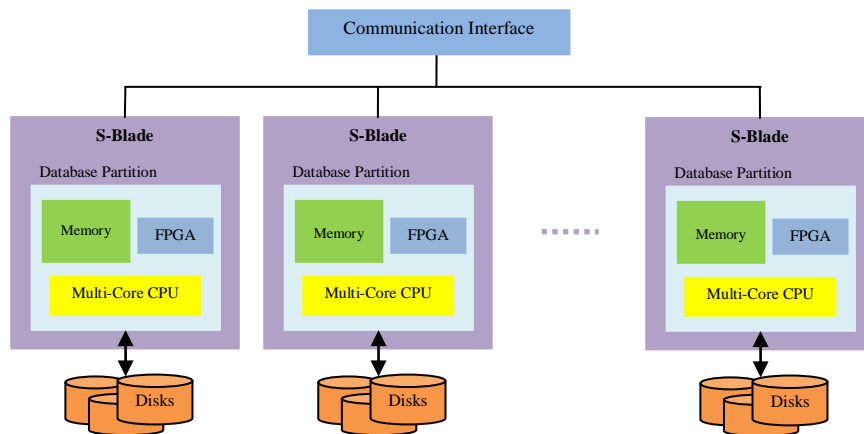 Communication Interface
S-Blade
Database Partition
Memory
FPGA
Multi-Core CPU
Disks
S-Blade
Database Partition
Memory
FPGA
Multi-Core CPU
Disks
S-Blade
Database Partition
Memory
FPGA
Multi-Core CPU
Disks